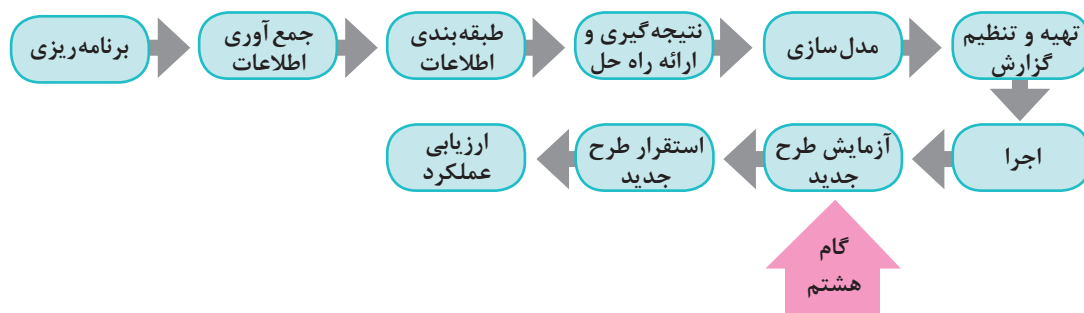 برنامه‌ریزی
جمع‌آوری
اطلاعات
طبقه‌بندی
اطلاعات
نتیجه‌گیری و
ارائه راه حل
مدل‌سازی
تهیه و تنظیم
گزارش
اجرا
آزمایش طرح
جدید
استقرار طرح
جدید
ارزیابی
عملکرد
گام
هشتم